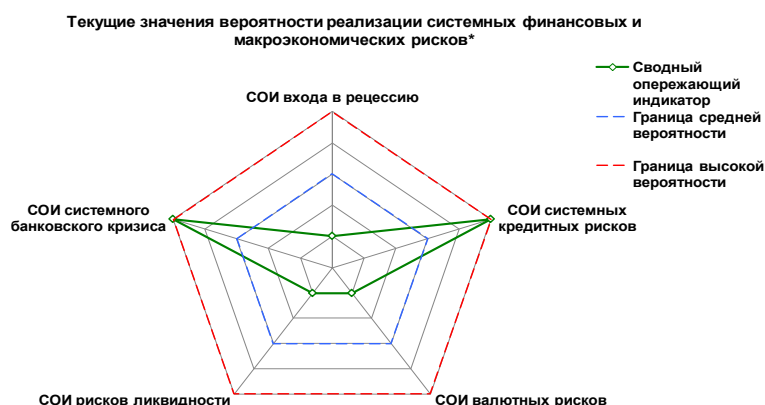 Текущие значения вероятности реализации системных финансовых и
макроэкономических рисков*
Сводный
опережающий
индикатор
Граница средней
вероятности
Граница высокой
вероятности
СОИ входа в рецессию
СОИ системных
кредитных рисков
СОИ валютных рисков
СОИ рисков ликвидности
СОИ системного
банковского кризиса